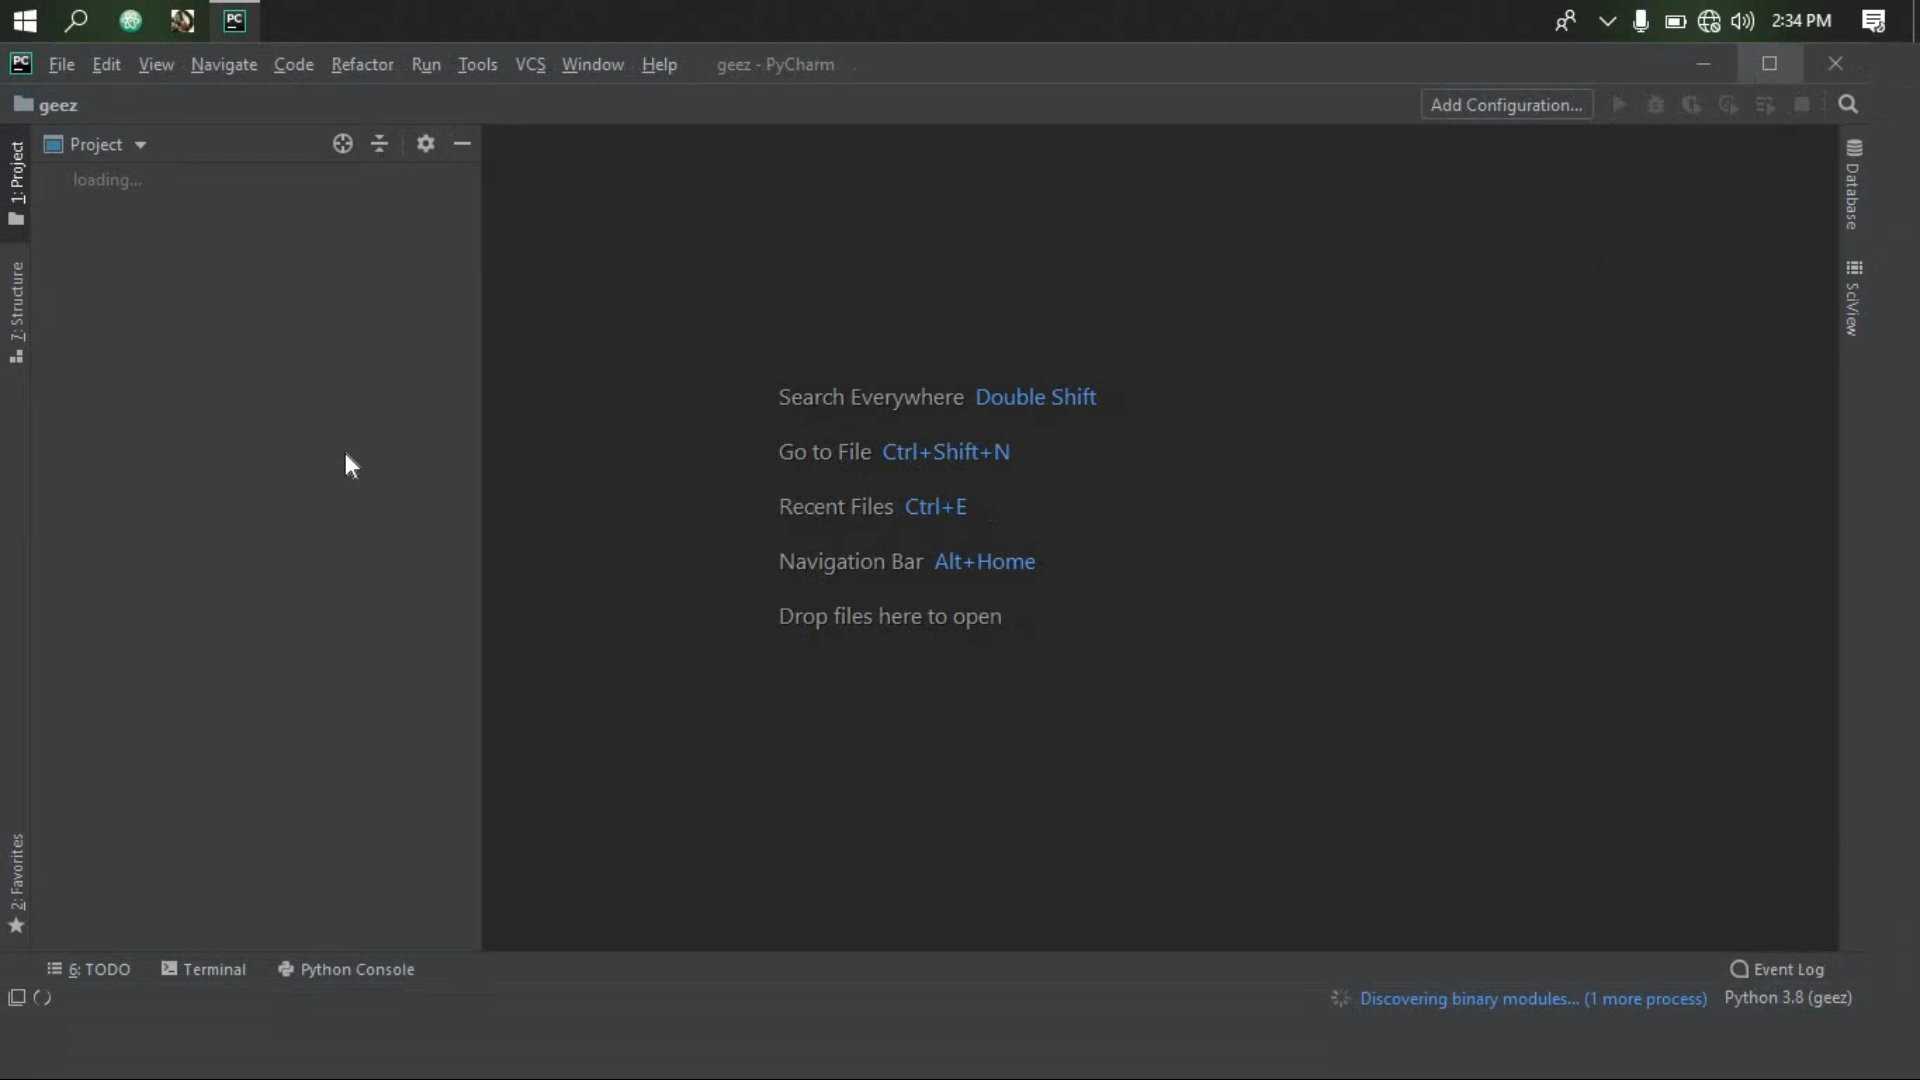 PC
2:34 PM
PC File Edit View Navigate Code Refactor Run Tools VCS Window Help geez - PyCharm
geez
Add Configuration...
Project
loading...
1: Project
7: Structure
2: Favorites
Database
SciView
Search Everywhere Double Shift
Go to File Ctrl+Shift+N
Recent Files Ctrl+E
Navigation Bar Alt+Home
Drop files here to open
6: TODO Terminal Python Console
Event Log
Discovering binary modules... (1 more process) Python 3.8 (geez)